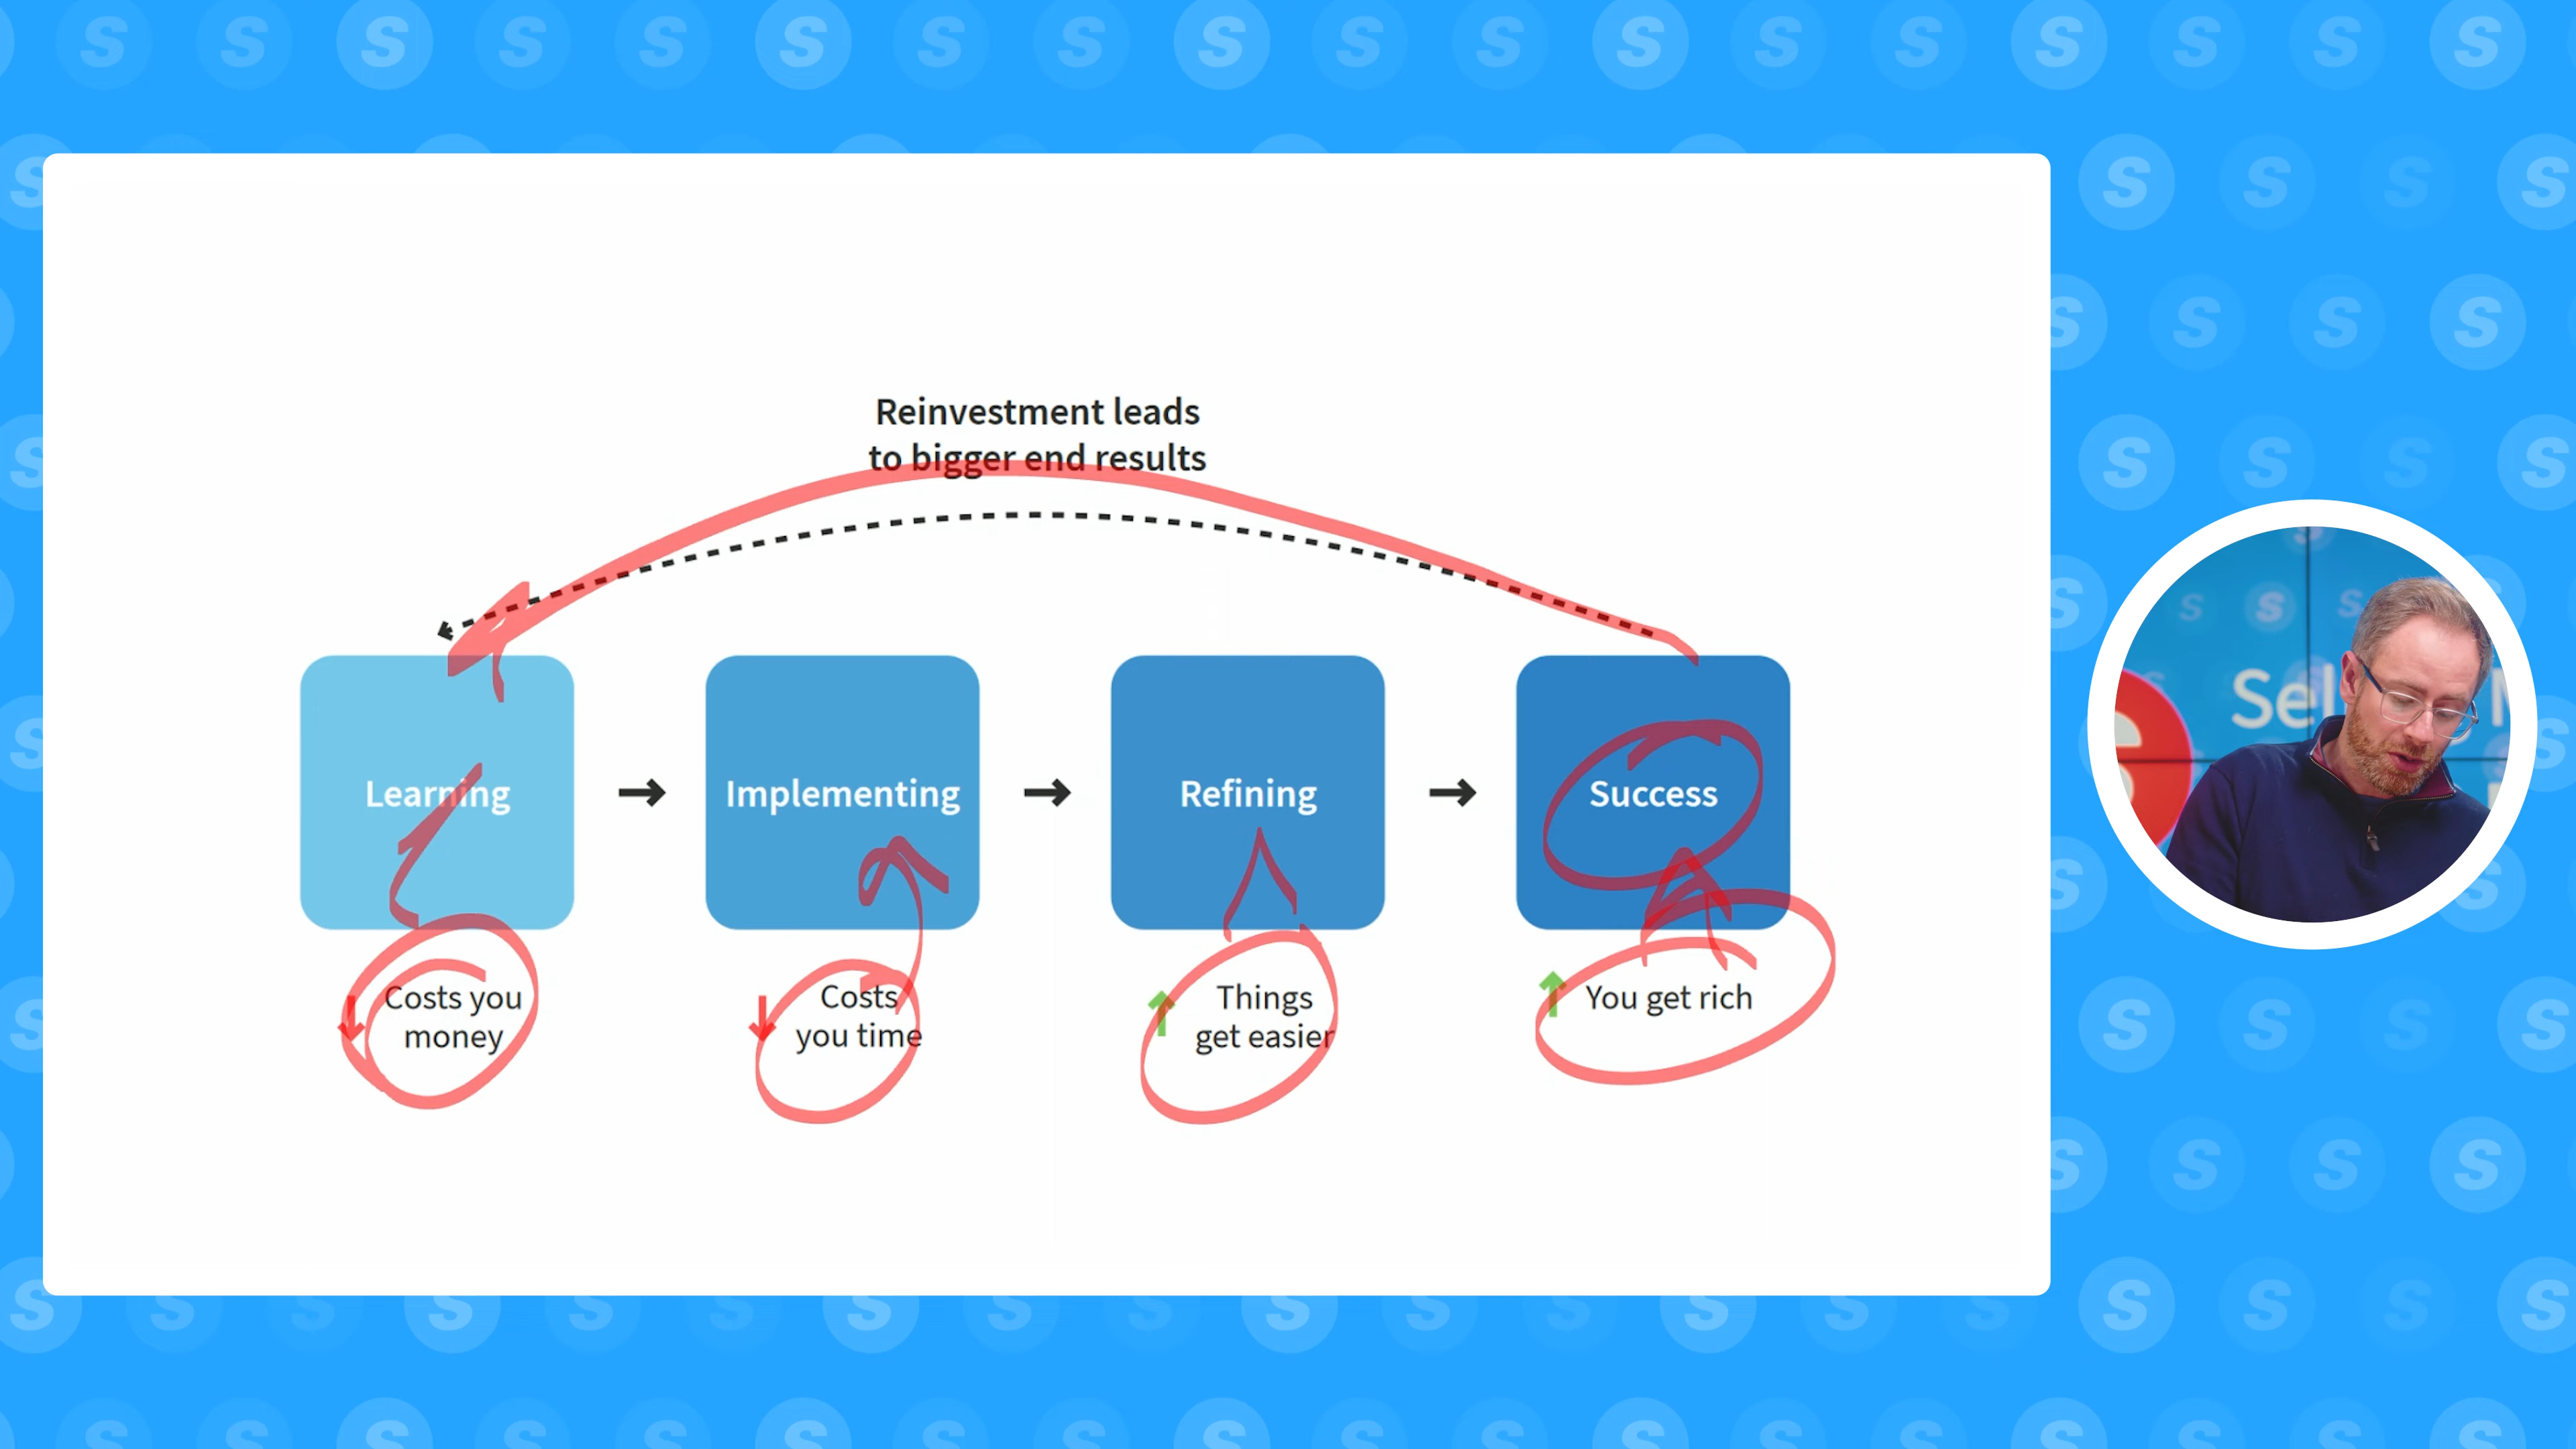 Reinvestment leads
to bigger end results
Learning
Implementing
Refining
Success
Costs you
money
Costs
you time
Things
get easier
You get rich
Sel